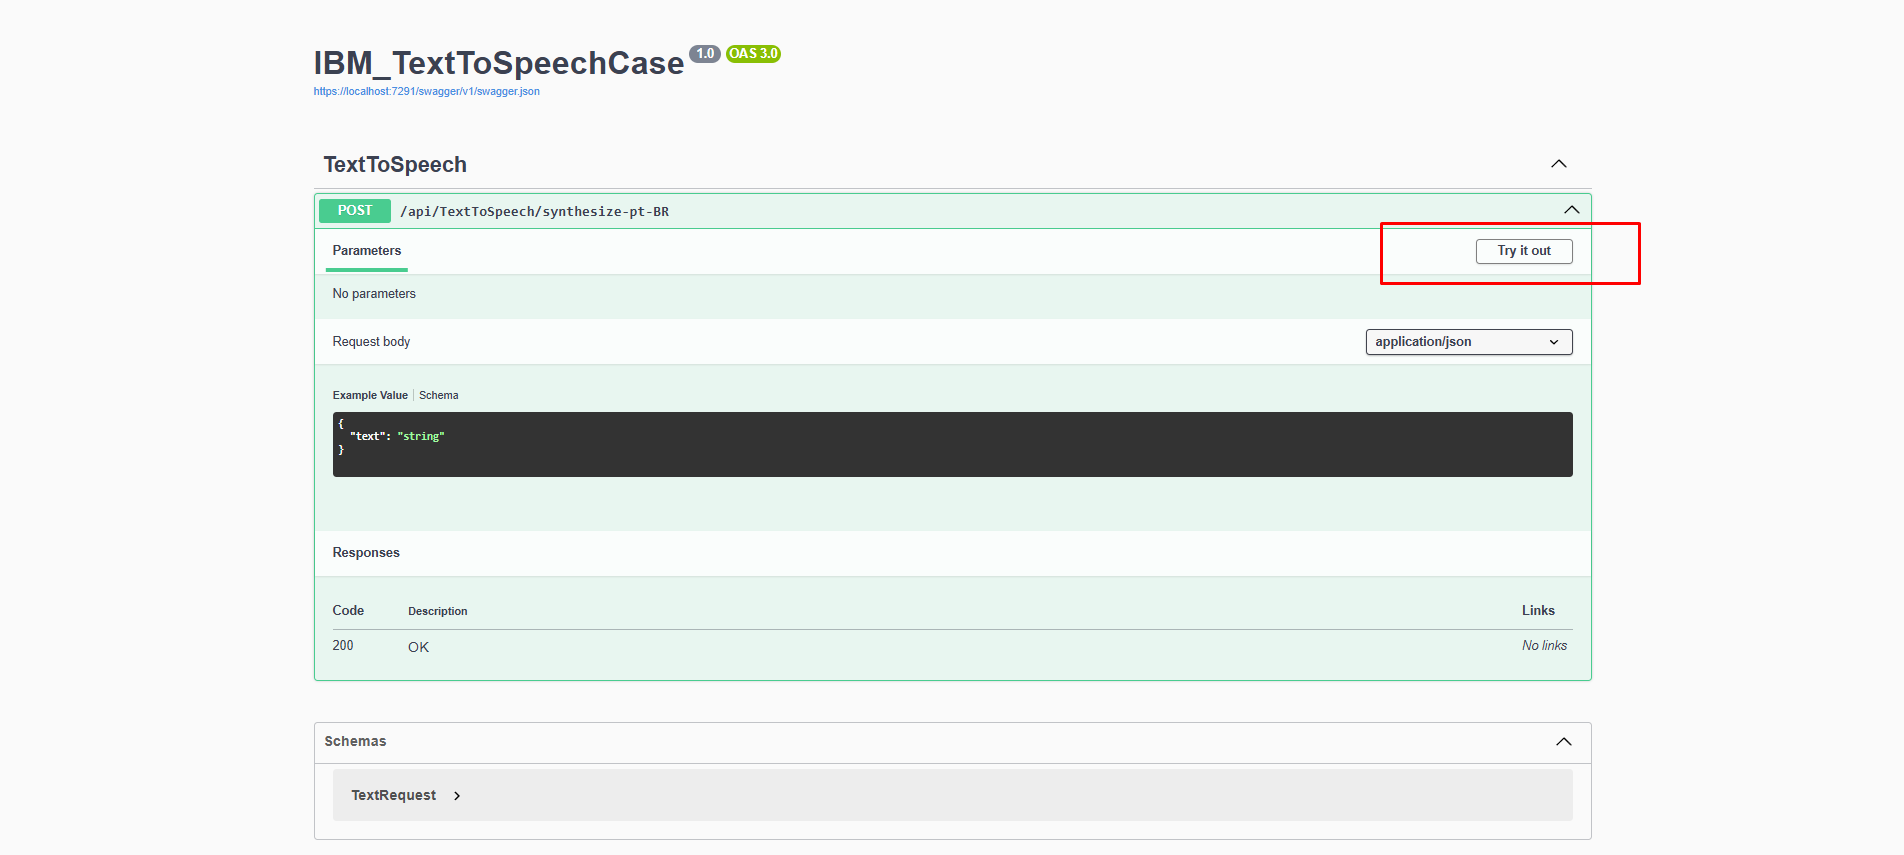 IBM_TextToSpeechCase 1.0 OAS 3.0
https://localhost:7291/swagger/v1/swagger.json
TextToSpeech
POST /api/TextToSpeech/synthesize-pt-BR
Parameters Try it out
No parameters
Request body application/json
Example Value Schema
{
  "text": "string"
}
Responses
Code Description Links
200 OK No links
Schemas
TextRequest